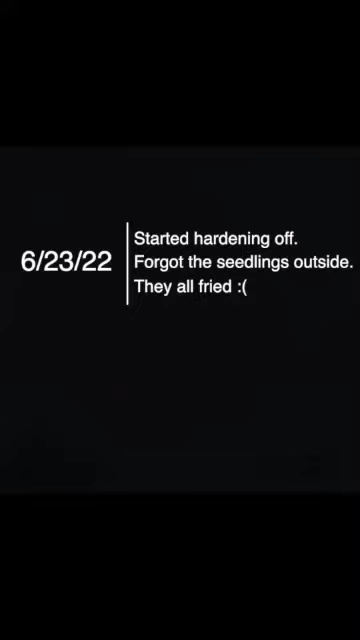 6/23/22
Started hardening off.
Forgot the seedlings outside.
They all fried :(